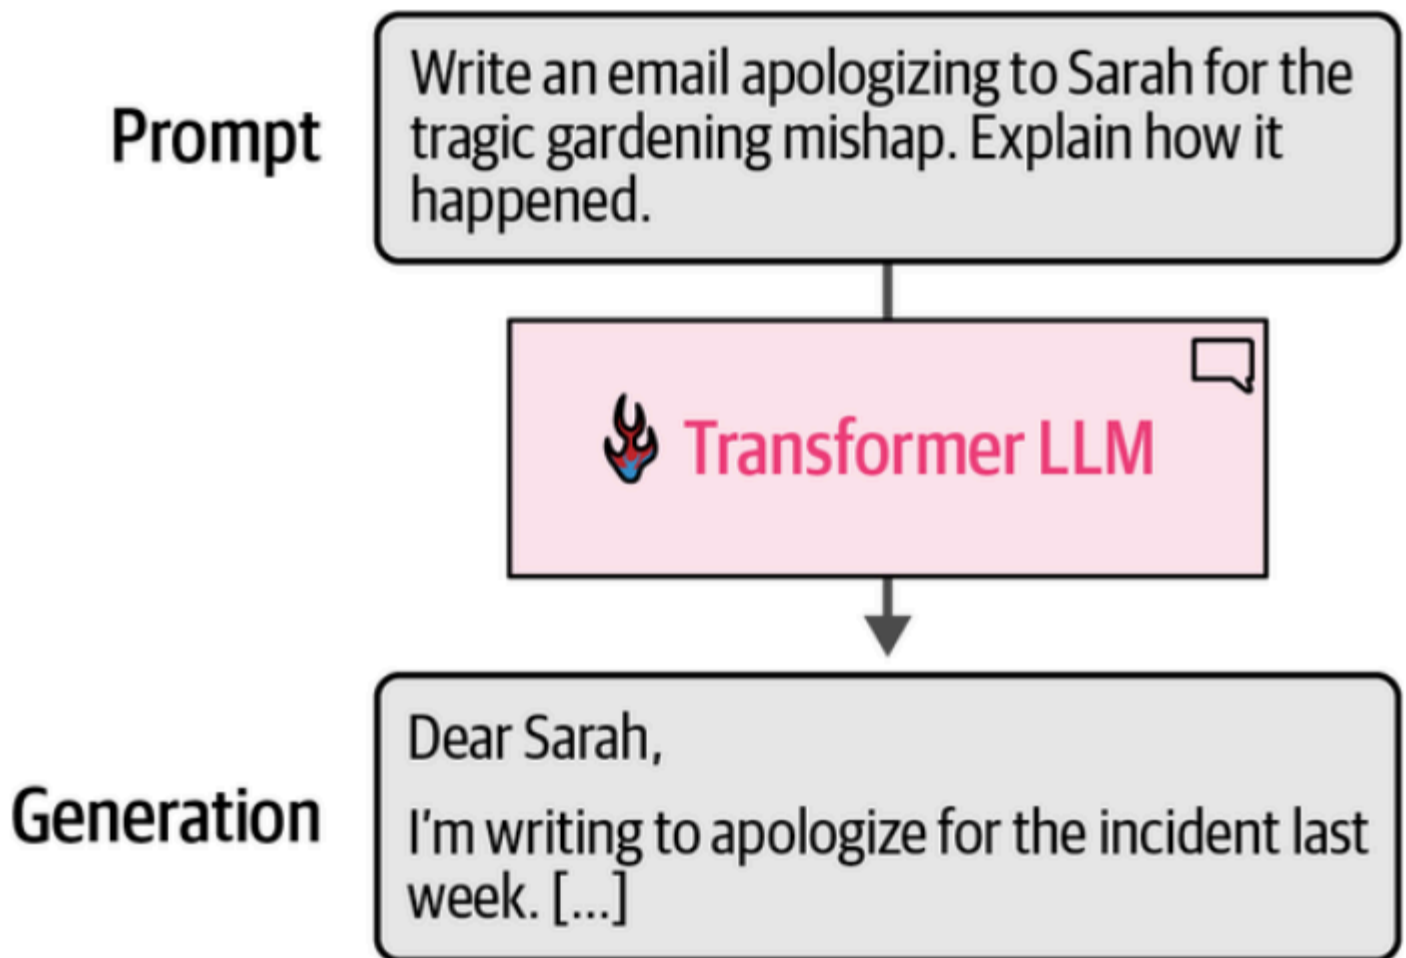 Prompt
Write an email apologizing to Sarah for the
tragic gardening mishap. Explain how it
happened.
Transformer LLM
Generation
Dear Sarah,
I'm writing to apologize for the incident last
week. [...]